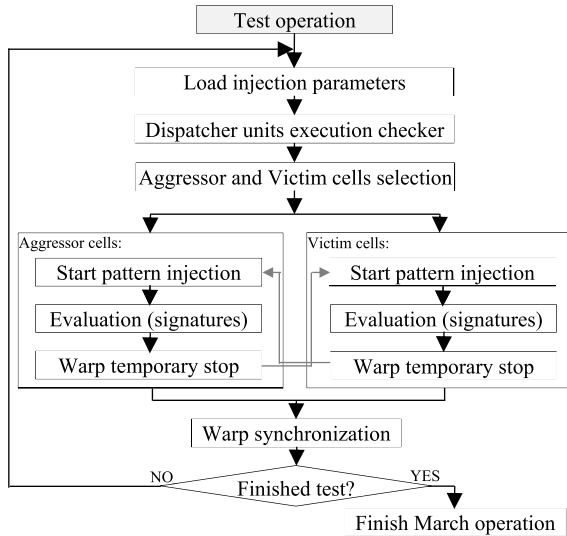 Test operation
Load injection parameters
Dispatcher units execution checker
Aggressor and Victim cells selection
Aggressor cells:
Start pattern injection
Evaluation (signatures)
Warp temporary stop
Victim cells:
Start pattern injection
Evaluation (signatures)
Warp temporary stop
Warp synchronization
NO
Finished test?
YES
Finish March operation